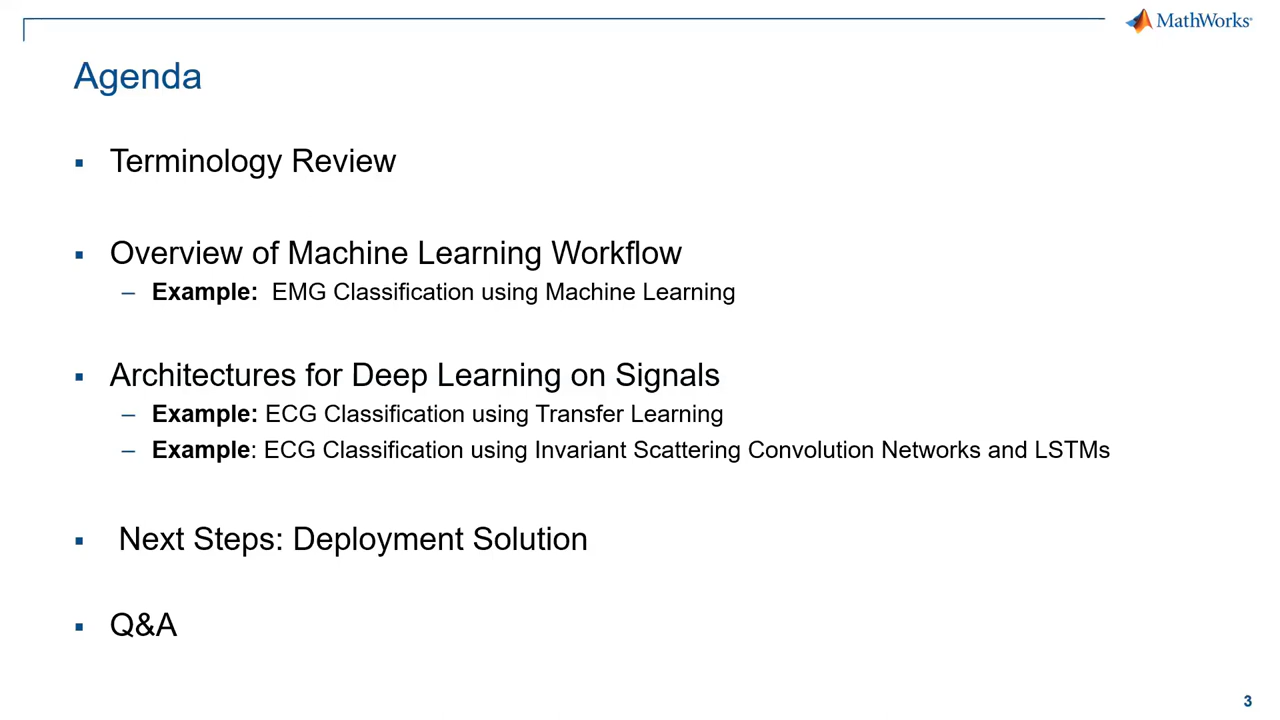 MathWorks®
Agenda
▪ Terminology Review
▪ Overview of Machine Learning Workflow
– Example: EMG Classification using Machine Learning
▪ Architectures for Deep Learning on Signals
– Example: ECG Classification using Transfer Learning
– Example: ECG Classification using Invariant Scattering Convolution Networks and LSTMs
▪ Next Steps: Deployment Solution
▪ Q&A
3